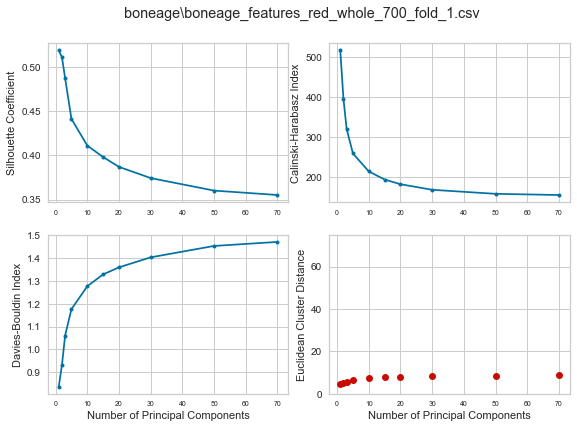 boneage\boneage_features_red_whole_700_fold_1.csv
Silhouette Coefficient
0.50
0.45
0.40
0.35
0 10 20 30 40 50 60 70
Calinski-Harabasz Index
500
400
300
200
0 10 20 30 40 50 60 70
Davies-Bouldin Index
1.5
1.4
1.3
1.2
1.1
1.0
0.9
0 10 20 30 40 50 60 70
Number of Principal Components
Euclidean Cluster Distance
60
40
20
0
0 10 20 30 40 50 60 70
Number of Principal Components